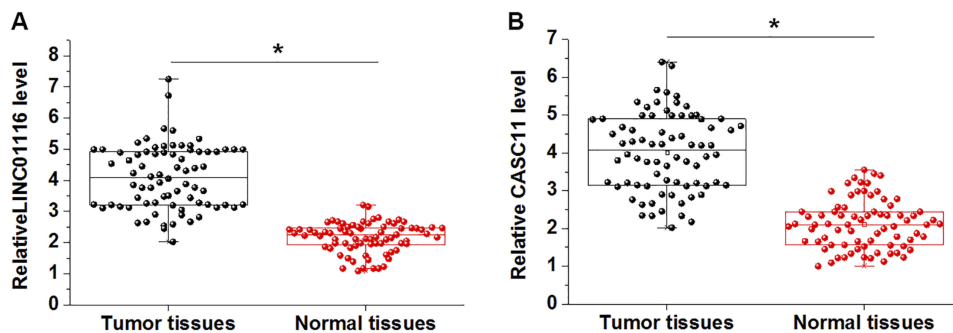 A
RelativeLINC01116 level
8
7
6
5
4
3
2
1
0
*
Tumor tissues
Normal tissues
B
Relative CASC11 level
7
6
5
4
3
2
1
0
*
Tumor tissues
Normal tissues